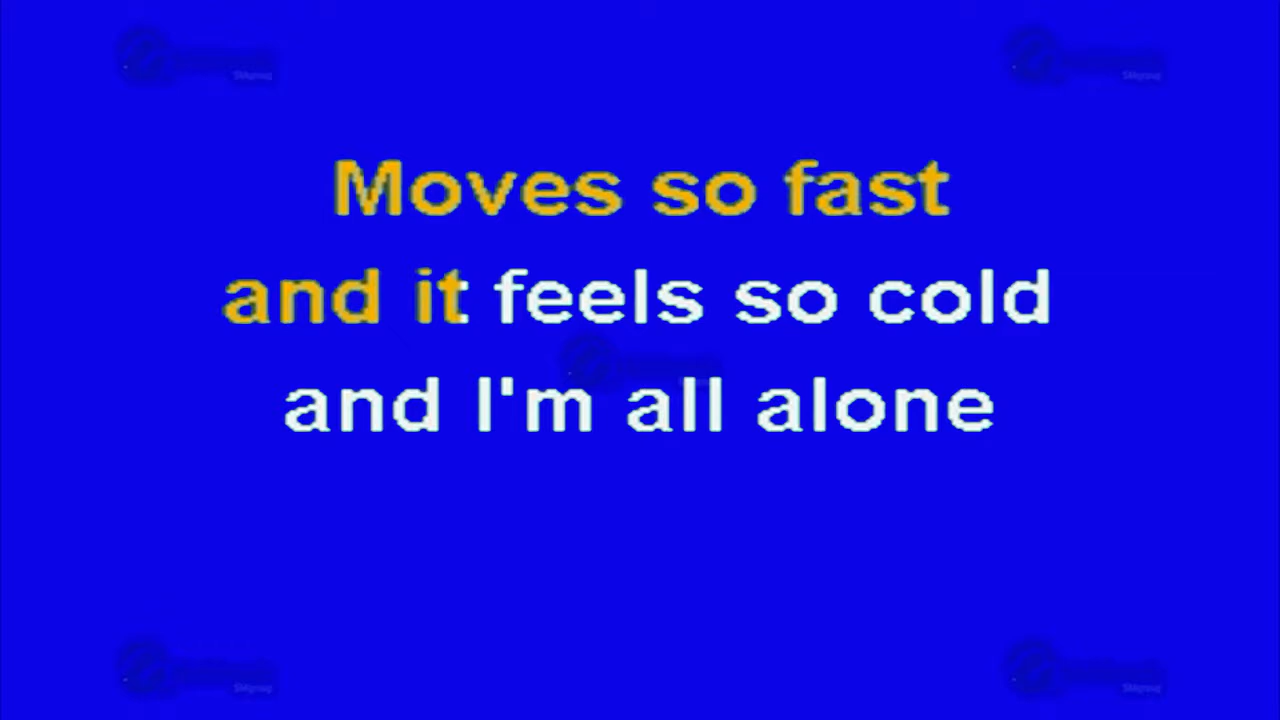 Moves so fast
and it feels so cold
and I'm all alone